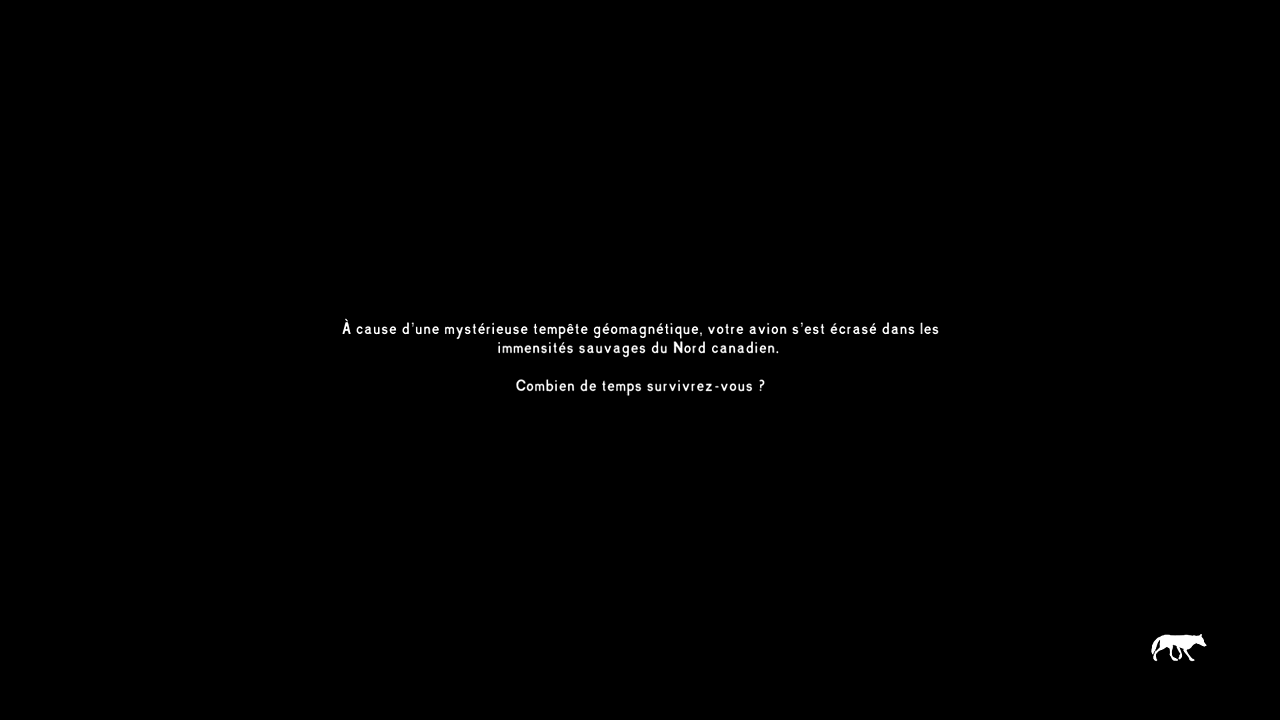 À cause d'une mystérieuse tempête géomagnétique, votre avion s'est écrasé dans les
immensités sauvages du Nord canadien.
Combien de temps survivrez-vous ?